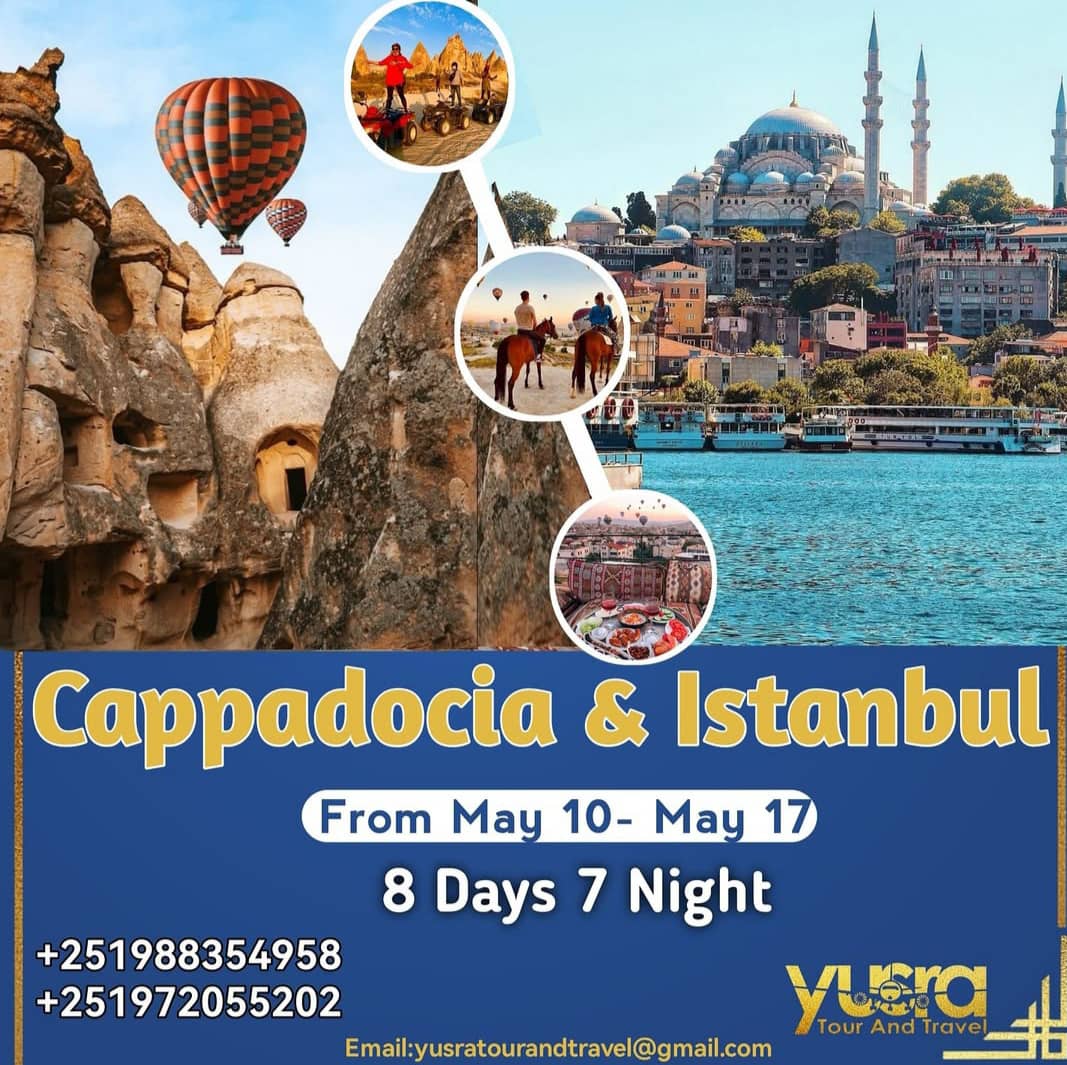 Cappadocia & Istanbul
From May 10- May 17
8 Days 7 Night
+251988354958
+251972055202
yusra
Tour And Travel
Email:yusratourandtravel@gmail.com